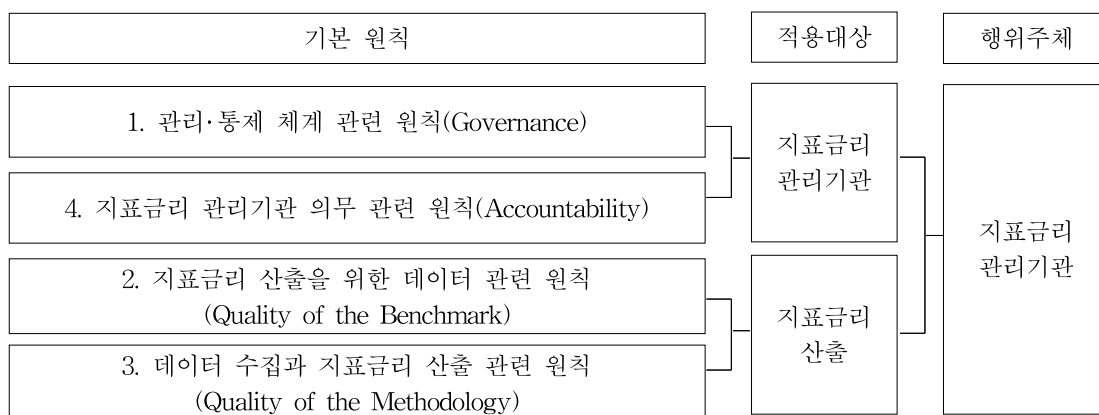 기본 원칙
적용대상
행위주체
1. 관리·통제 체계 관련 원칙(Governance)
4. 지표금리 관리기관 의무 관련 원칙(Accountability)
지표금리
관리기관
2. 지표금리 산출을 위한 데이터 관련 원칙
(Quality of the Benchmark)
3. 데이터 수집과 지표금리 산출 관련 원칙
(Quality of the Methodology)
지표금리
산출
지표금리
관리기관